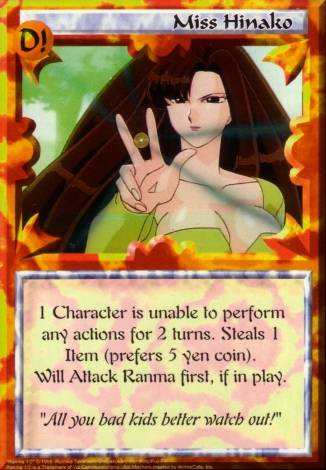 Miss Hinako
D!
1 Character is unable to perform
any actions for 2 turns. Steals 1
Item (prefers 5 yen coin).
Will Attack Ranma first, if in play.
"All you bad kids better watch out!"